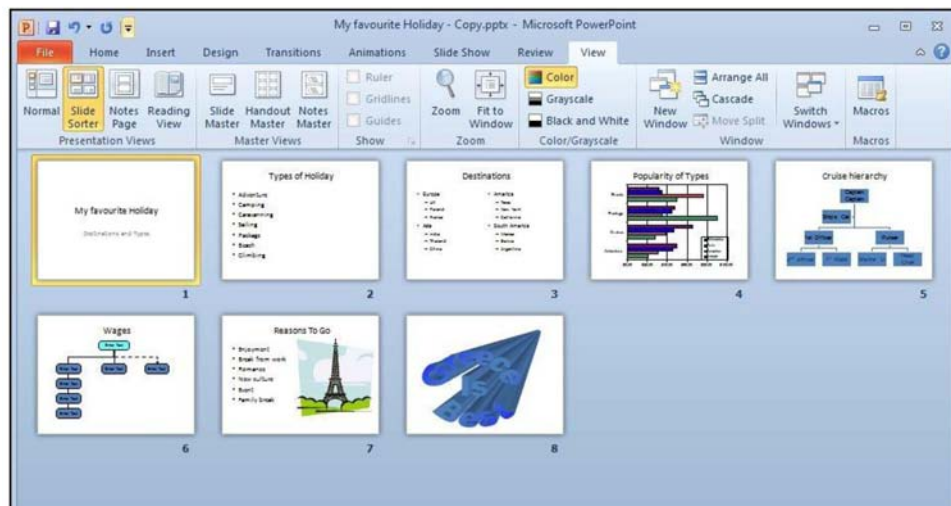 My favourite Holiday - Copy.pptx - Microsoft PowerPoint
File Home Insert Design Transitions Animations Slide Show Review View
Normal
Slide Sorter
Notes Page
Reading View
Presentation Views
Slide Master
Handout Master
Notes Master
Master Views
Ruler
Gridlines
Guides
Show
Zoom
Fit to Window
Zoom
Color
Grayscale
Black and White
Color/Grayscale
New Window
Arrange All
Cascade
Move Split
Switch Windows
Window
Macros
Macros
My favourite Holiday
Destinations and Types
1
Types of Holiday
Adventure
Camping
Caravanning
Sailing
Package
Beach
Climbing
2
Destinations
Europe
America
Asia
South America
3
Popularity of Types
4
Cruise hierarchy
Captain
Purser
5
Wages
6
Reasons To Go
Enjoyment
Break from work
Romance
New culture
Event
Family break
7
8